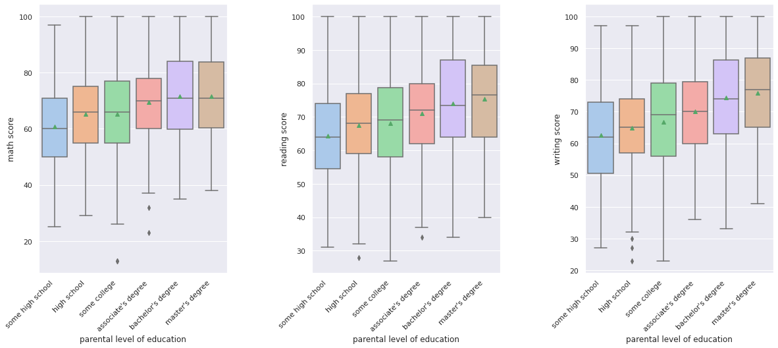 math score
100
80
60
40
20
some high school
high school
some college
associate's degree
bachelor's degree
master's degree
parental level of education
reading score
100
90
80
70
60
50
40
30
some high school
high school
some college
associate's degree
bachelor's degree
master's degree
parental level of education
writing score
100
90
80
70
60
50
40
30
20
some high school
high school
some college
associate's degree
bachelor's degree
master's degree
parental level of education